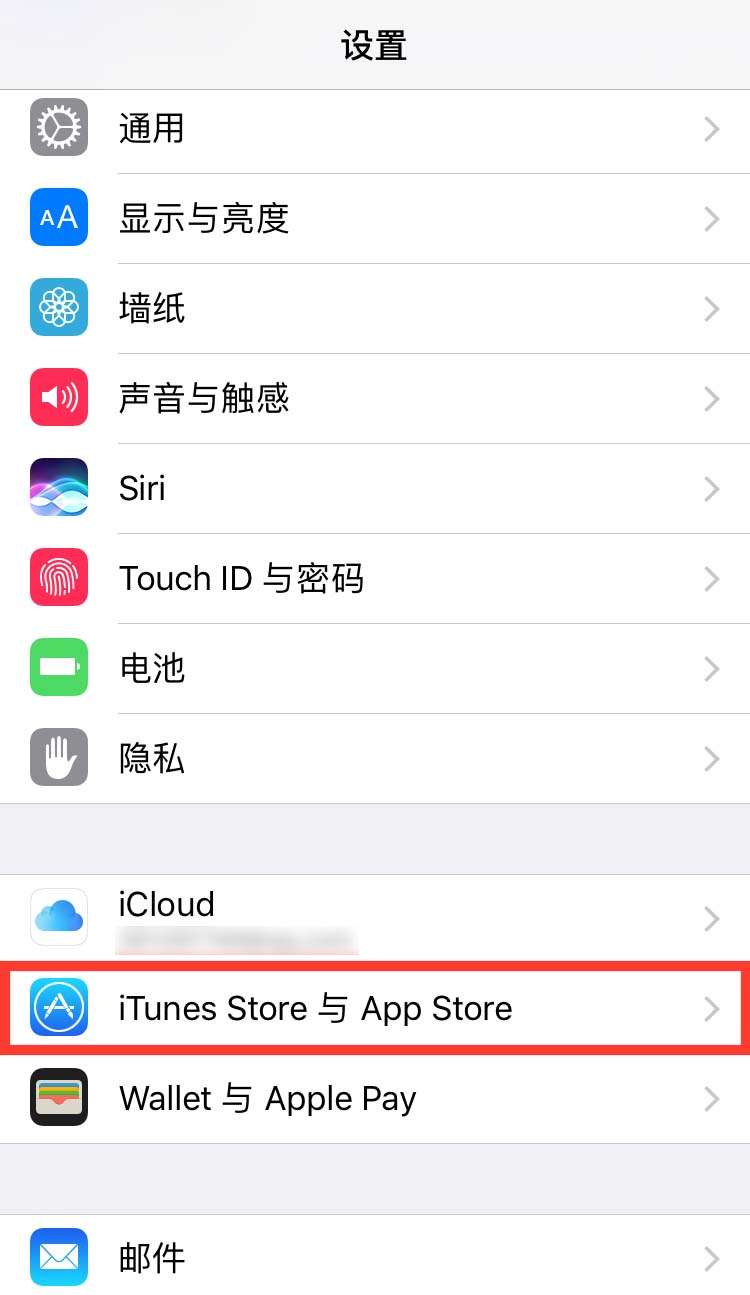 设置
通用
AA
显示与亮度
墙纸
声音与触感
Siri
Touch ID 与密码
电池
隐私
iCloud
iTunes Store 与 App Store
Wallet 与 Apple Pay
邮件